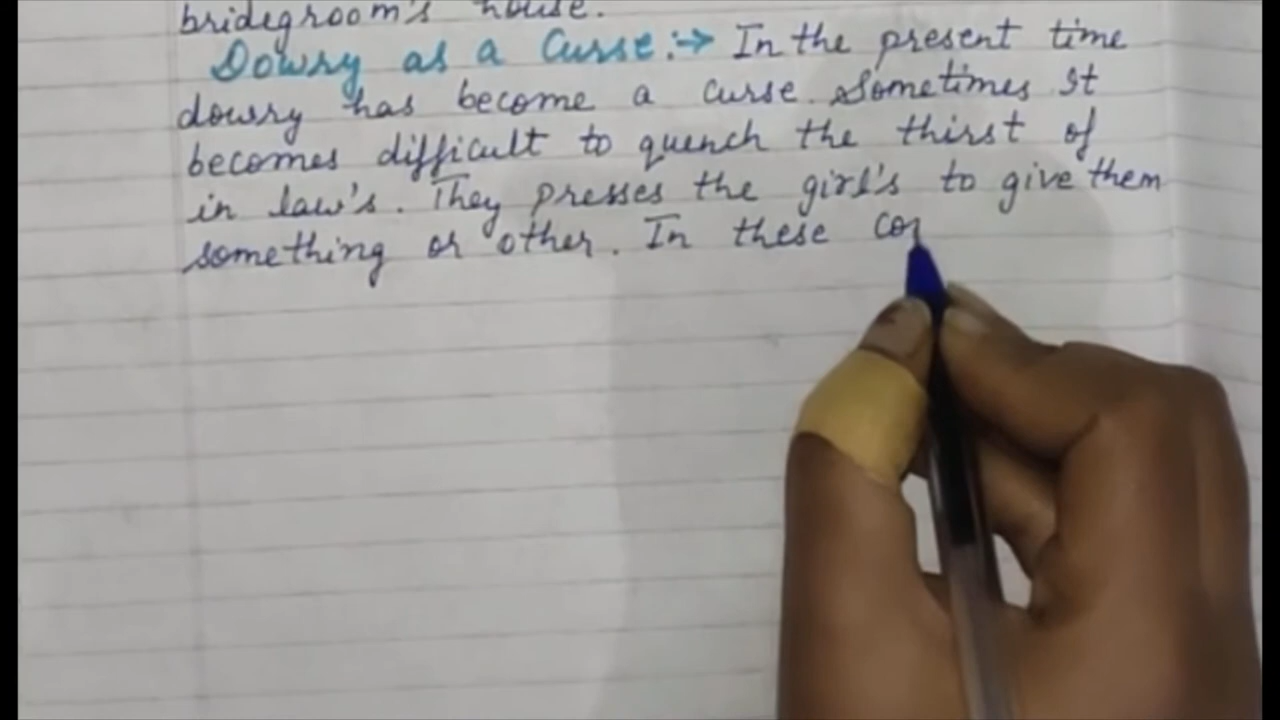 bridegroom's house.
Dowry as a Curse:→ In the present time
dowry has become a curse. Sometimes It
becomes difficult to quench the thirst of
in law's. They presses the girl's to give them
something or other. In these con